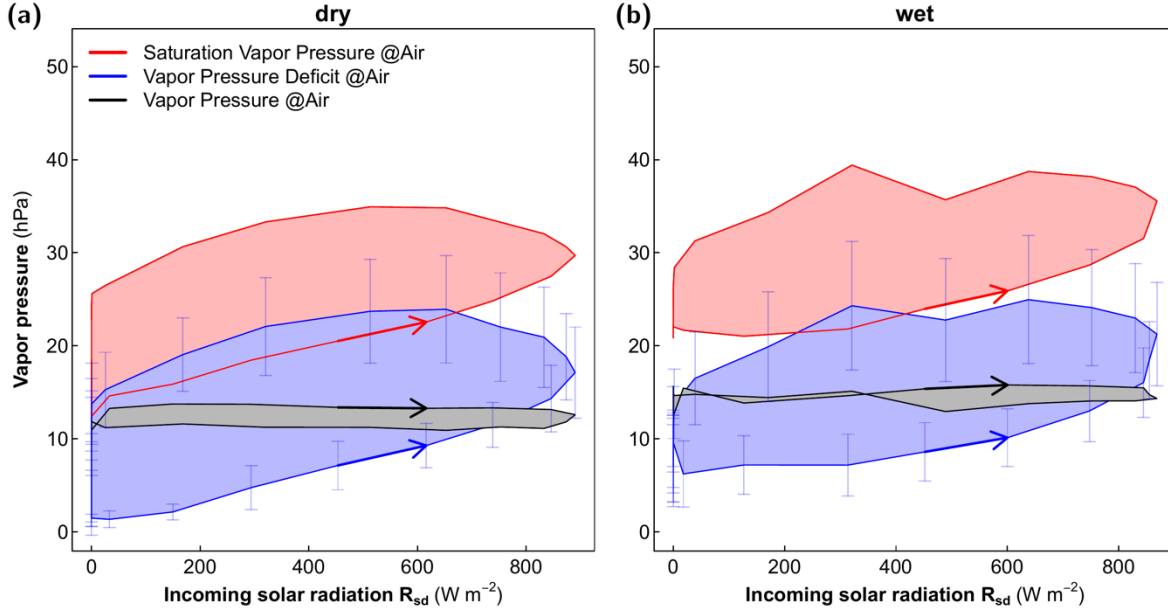 (a)
dry
Saturation Vapor Pressure @Air
Vapor Pressure Deficit @Air
Vapor Pressure @Air
50
40
30
20
10
0
Vapor pressure (hPa)
0
200
400
600
800
Incoming solar radiation Rsd (W m−2)
(b)
wet
50
40
30
20
10
0
0
200
400
600
800
Incoming solar radiation Rsd (W m−2)